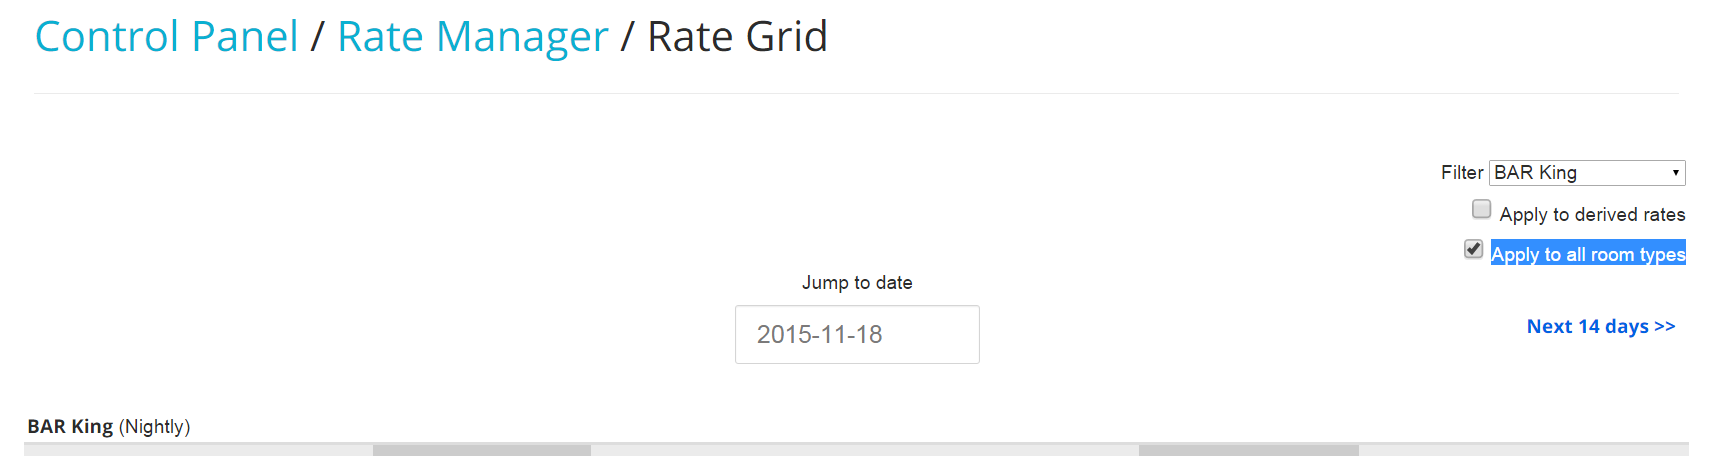 Control Panel / Rate Manager / Rate Grid
Filter BAR King
Apply to derived rates
Apply to all room types
Jump to date
2015-11-18
Next 14 days >>
BAR King (Nightly)